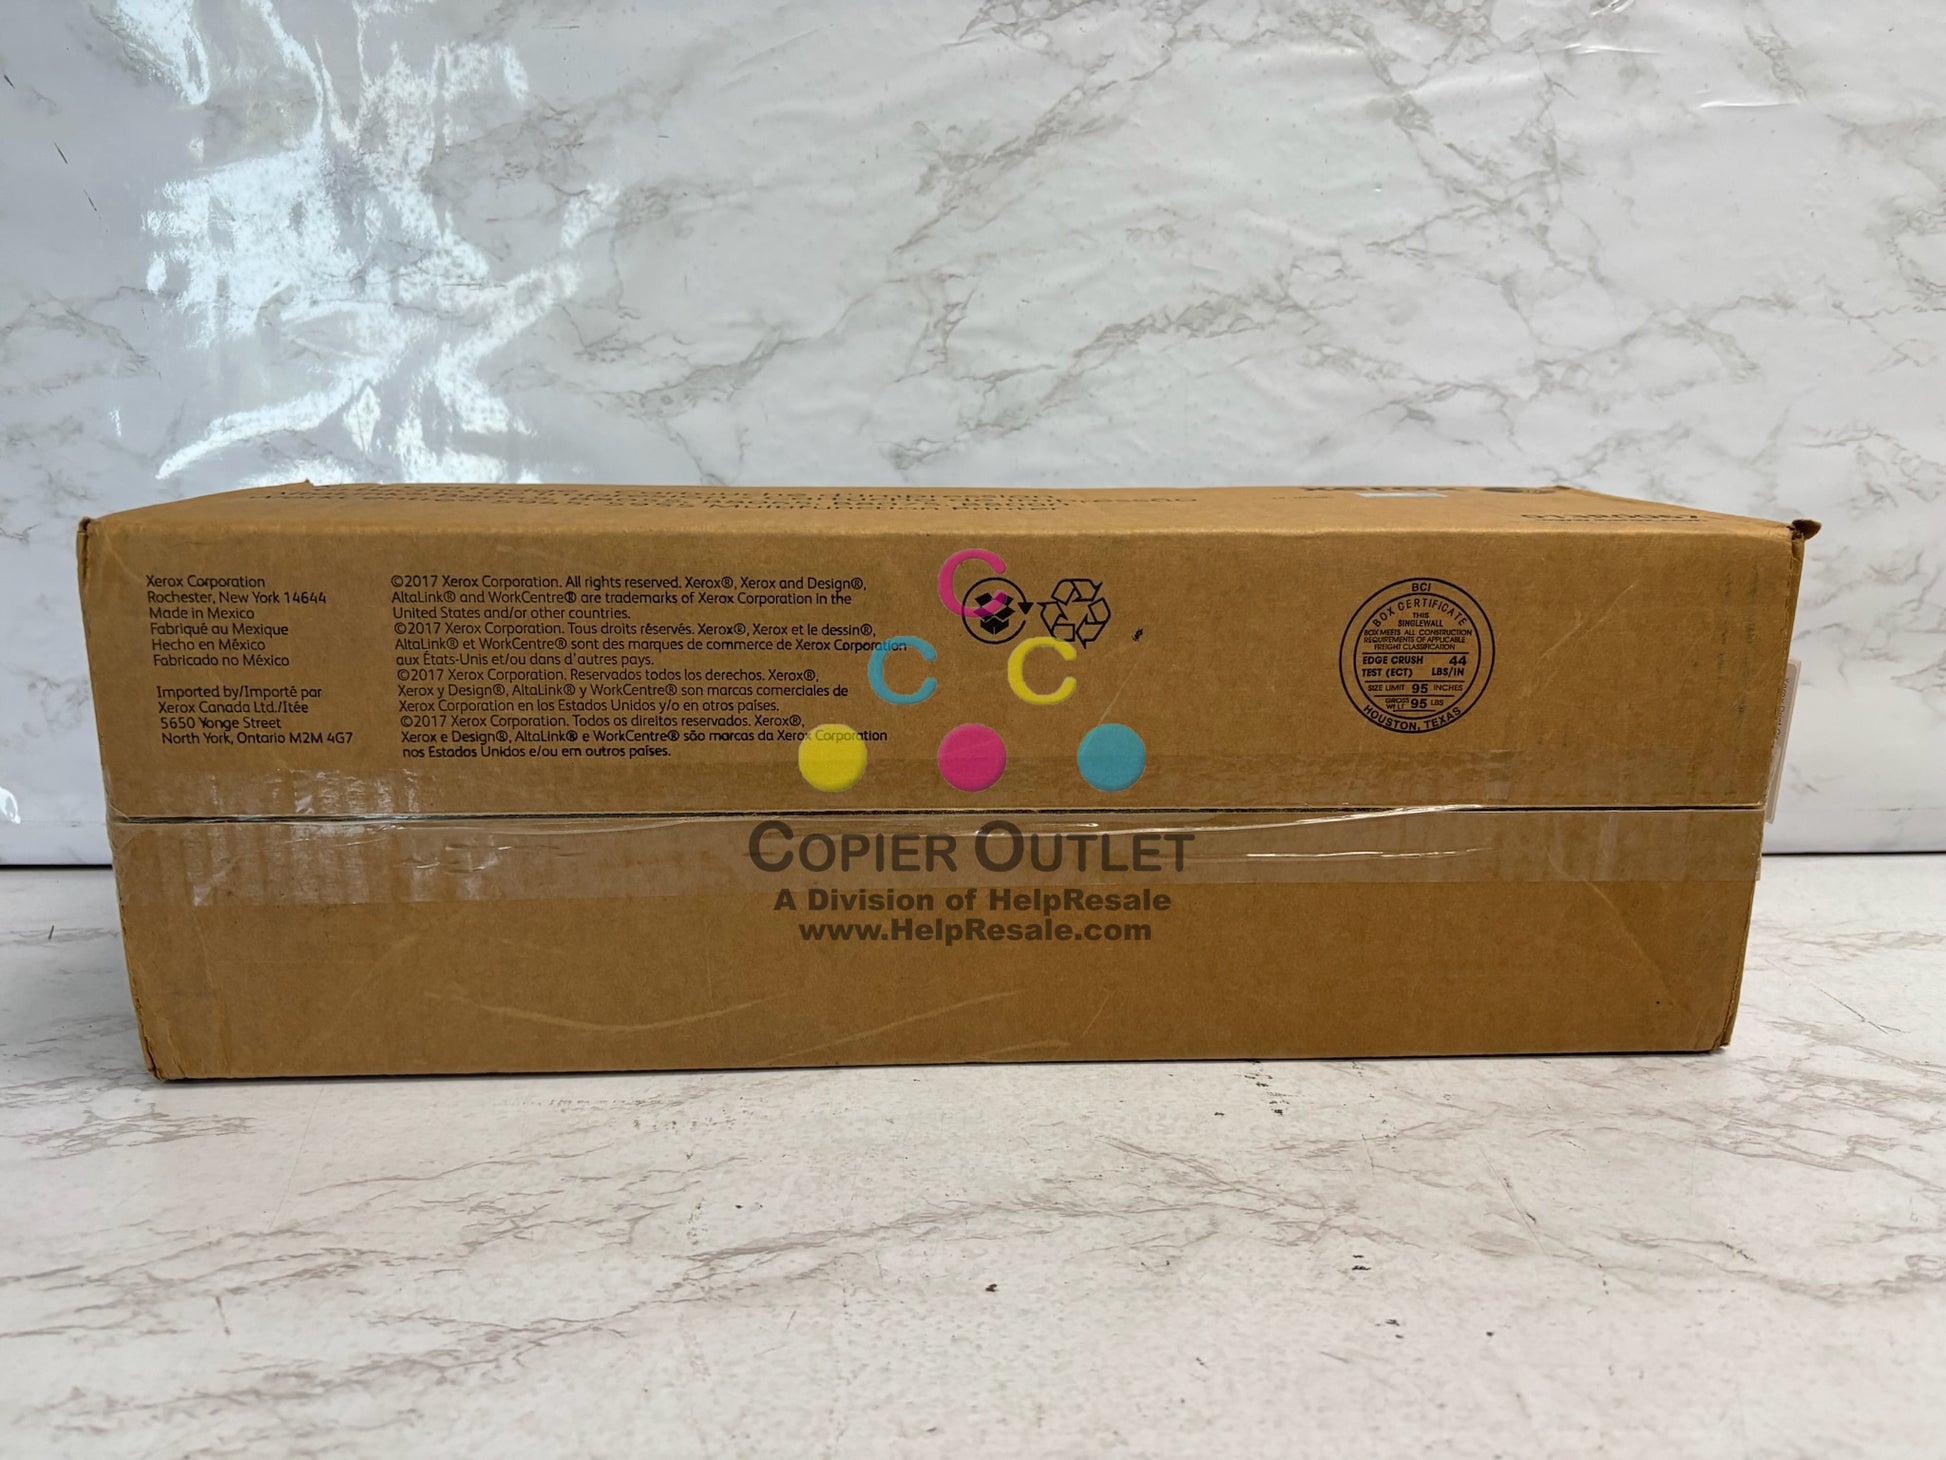 Xerox Corporation
Rochester, New York 14644
Made in Mexico
Fabriqué au Mexique
Hecho en México
Fabricado no México
Imported by/Importé par
Xerox Canada Ltd./ltée
5650 Yonge Street
North York, Ontario M2M 4G7
©2017 Xerox Corporation. All rights reserved. Xerox®, Xerox and Design®,
AltaLink® and WorkCentre® are trademarks of Xerox Corporation in the
United States and/or other countries.
©2017 Xerox Corporation. Tous droits réservés. Xerox®, Xerox et le dessin®,
AltaLink® et WorkCentre® sont des marques de commerce de Xerox Corporation
aux États-Unis et/ou dans d'autres pays.
©2017 Xerox Corporation. Reservados todos los derechos. Xerox®,
Xerox y Design®, AltaLink® y WorkCentre® son marcas comerciales de
Xerox Corporation en los Estados Unidos y/o en otros países.
©2017 Xerox Corporation. Todos os direitos reservados. Xerox®,
Xerox e Design®, AltaLink® e WorkCentre® são marcas da Xerox Corporation
nos Estados Unidos e/ou em outros países.
BCI
BOX CERTIFICATE
THIS
SINGLEWALL
BOX MEETS ALL CONSTRUCTION
REQUIREMENTS OF APPLICABLE
FREIGHT CLASSIFICATION
EDGE CRUSH 44
TEST (ECT) LBS/IN
SIZE LIMIT 95 INCHES
GROSS
WT LT 95 LBS
HOUSTON, TEXAS
C
C C
COPIER OUTLET
A Division of HelpResale
www.HelpResale.com